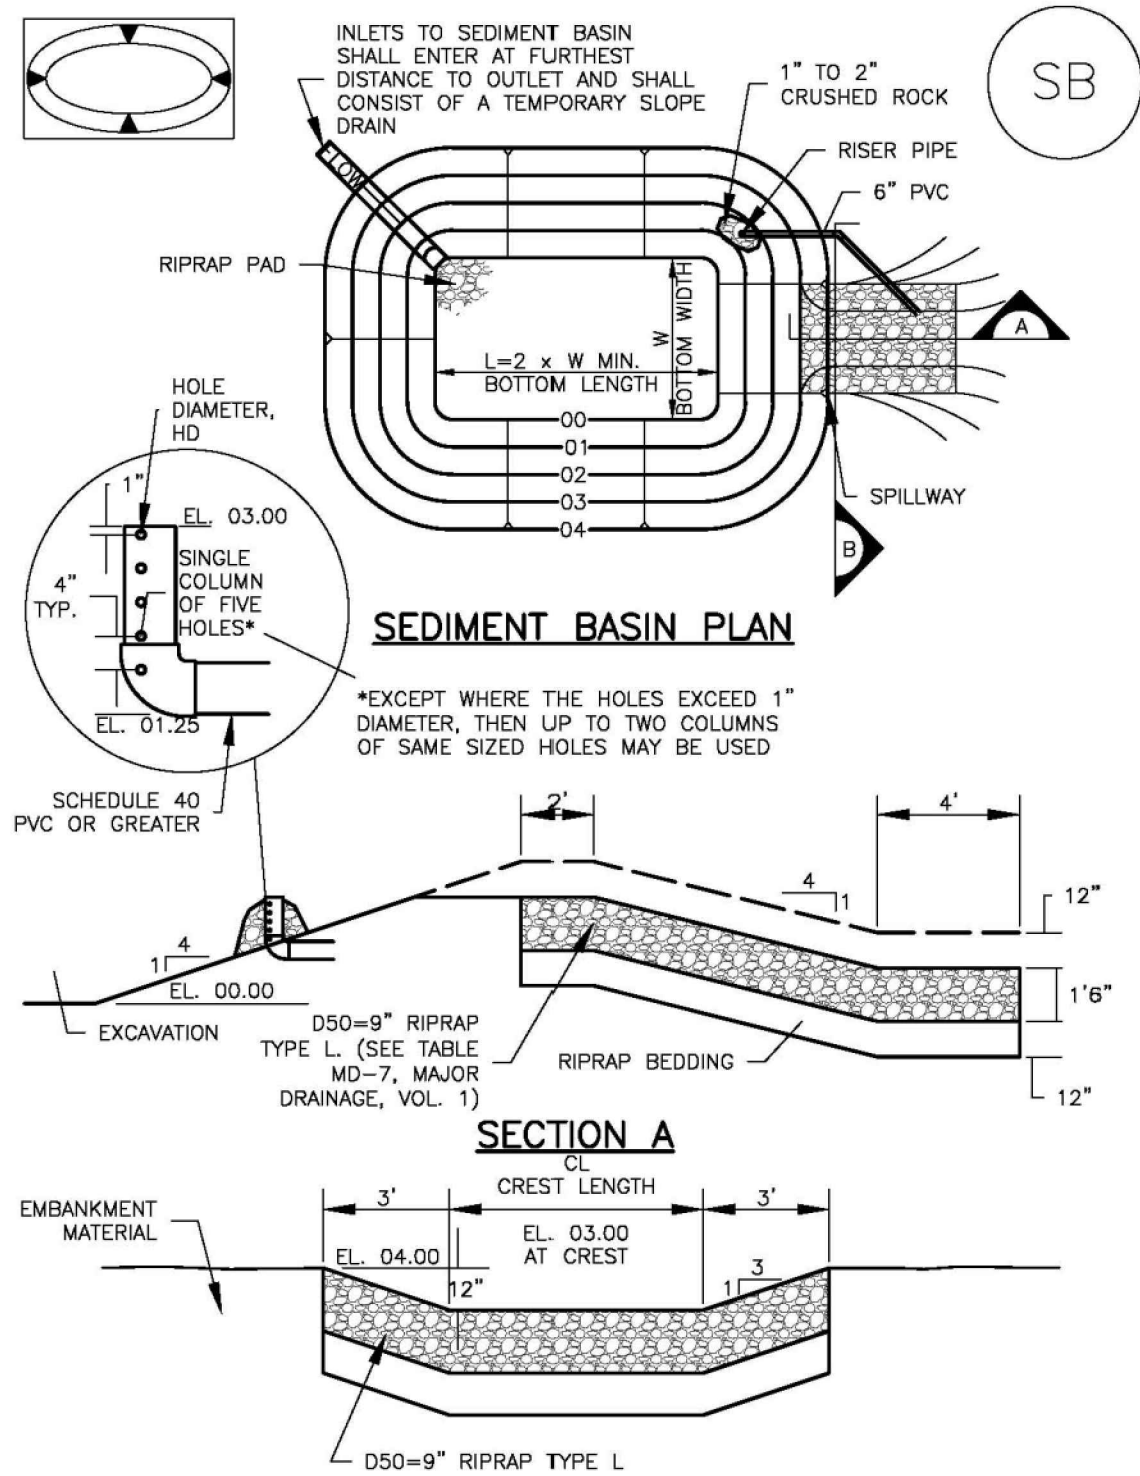 INLETS TO SEDIMENT BASIN
SHALL ENTER AT FURTHEST
DISTANCE TO OUTLET AND SHALL
CONSIST OF A TEMPORARY SLOPE
DRAIN
1" TO 2"
CRUSHED ROCK
SB
RISER PIPE
6" PVC
FLOW
RIPRAP PAD
W
BOTTOM WIDTH
L=2 x W MIN.
BOTTOM LENGTH
A
00
01
02
03
04
SPILLWAY
B
HOLE
DIAMETER,
HD
1"
EL. 03.00
4"
TYP.
SINGLE
COLUMN
OF FIVE
HOLES*
EL. 01.25
SEDIMENT BASIN PLAN
*EXCEPT WHERE THE HOLES EXCEED 1"
DIAMETER, THEN UP TO TWO COLUMNS
OF SAME SIZED HOLES MAY BE USED
SCHEDULE 40
PVC OR GREATER
2'
4'
4
1
12"
4
1
EL. 00.00
1'6"
EXCAVATION
D50=9" RIPRAP
TYPE L. (SEE TABLE
MD-7, MAJOR
DRAINAGE, VOL. 1)
RIPRAP BEDDING
12"
SECTION A
CL
CREST LENGTH
3'
3'
EMBANKMENT
MATERIAL
EL. 04.00
EL. 03.00
AT CREST
12"
3
1
D50=9" RIPRAP TYPE L